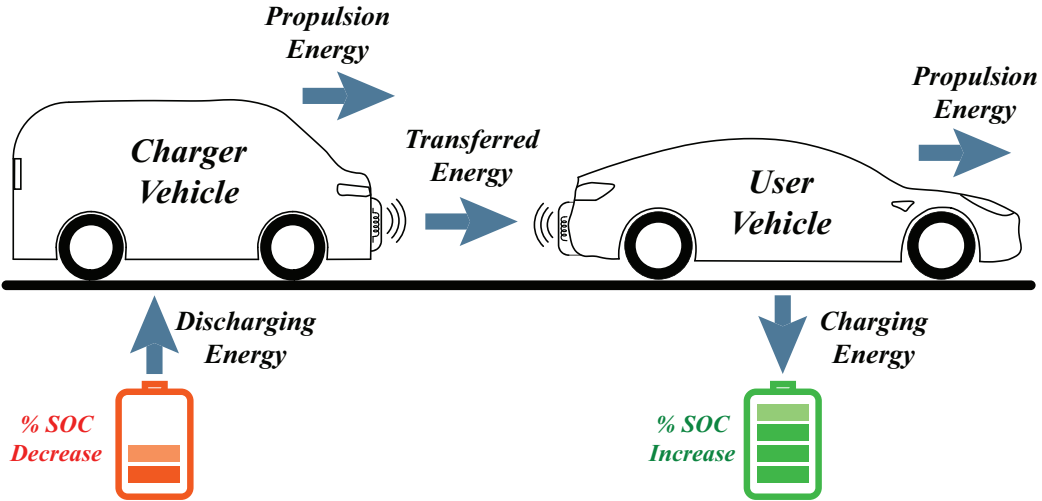 Propulsion
Energy
Charger
Vehicle
Transferred
Energy
User
Vehicle
Propulsion
Energy
Discharging
Energy
% SOC
Decrease
Charging
Energy
% SOC
Increase